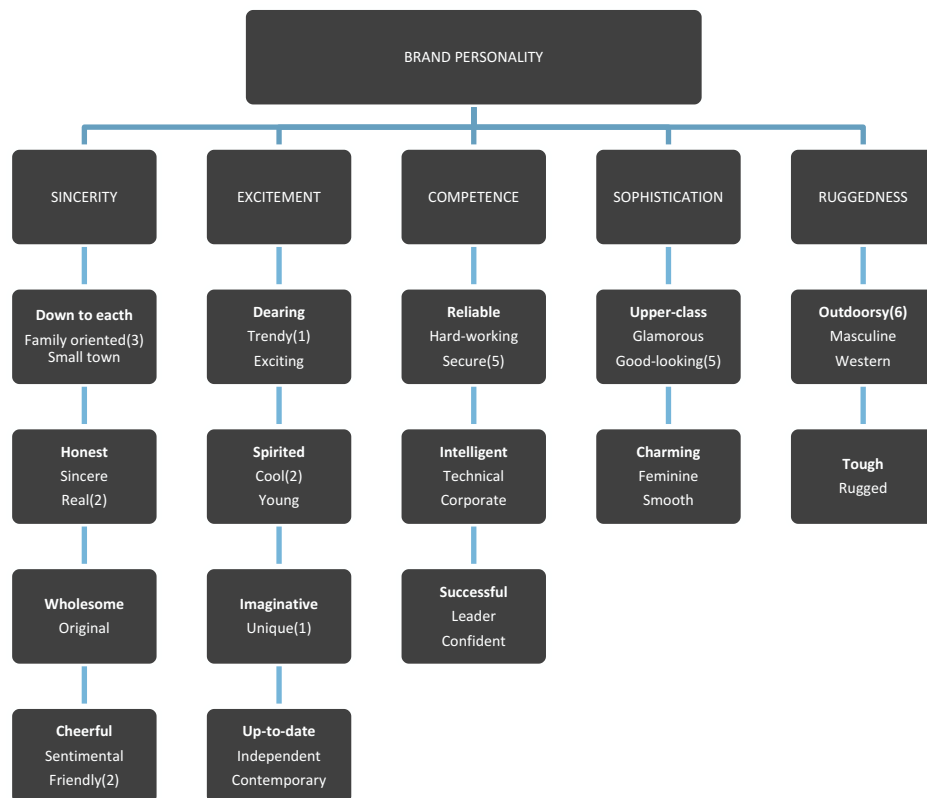 BRAND PERSONALITY
SINCERITY
EXCITEMENT
COMPETENCE
SOPHISTICATION
RUGGEDNESS
Down to eacth
Family oriented(3)
Small town
Dearing
Trendy(1)
Exciting
Reliable
Hard-working
Secure(5)
Upper-class
Glamorous
Good-looking(5)
Outdoorsy(6)
Masculine
Western
Honest
Sincere
Real(2)
Spirited
Cool(2)
Young
Intelligent
Technical
Corporate
Charming
Feminine
Smooth
Tough
Rugged
Wholesome
Original
Imaginative
Unique(1)
Successful
Leader
Confident
Cheerful
Sentimental
Friendly(2)
Up-to-date
Independent
Contemporary